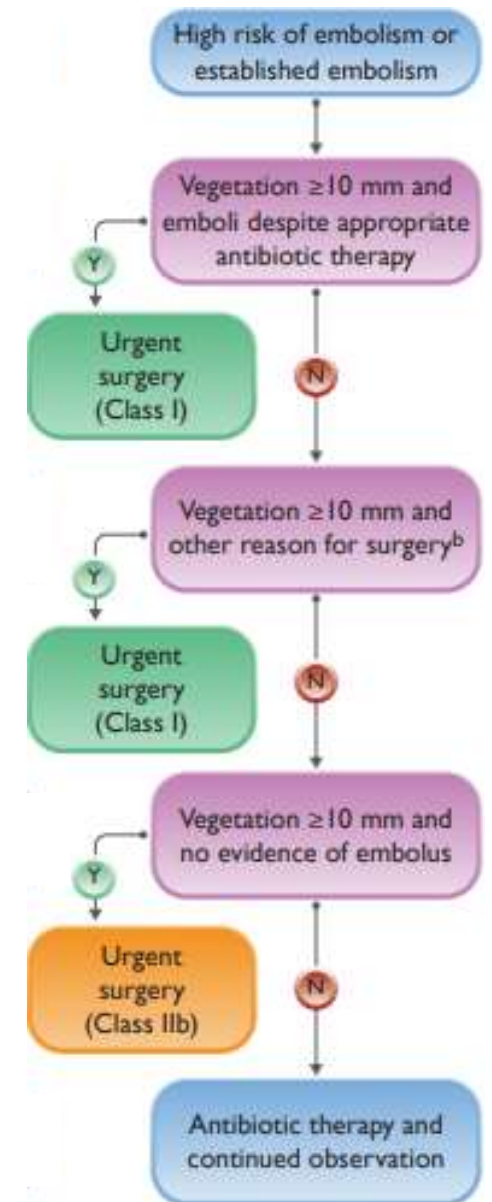 High risk of embolism or
established embolism
Vegetation ≥10 mm and
emboli despite appropriate
antibiotic therapy
Y
Urgent
surgery
(Class I)
N
Vegetation ≥10 mm and
other reason for surgeryᵇ
Y
Urgent
surgery
(Class I)
N
Vegetation ≥10 mm and
no evidence of embolus
Y
Urgent
surgery
(Class IIb)
N
Antibiotic therapy and
continued observation